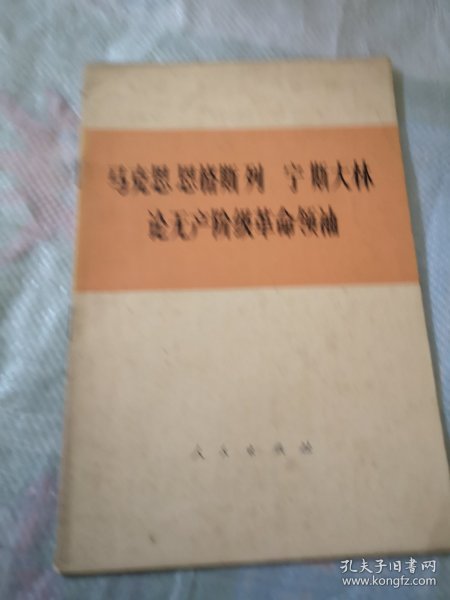 马克思 恩格斯 列 宁 斯大林
论无产阶级革命领袖
人民出版社
孔夫子旧书网
www.kongfz.com